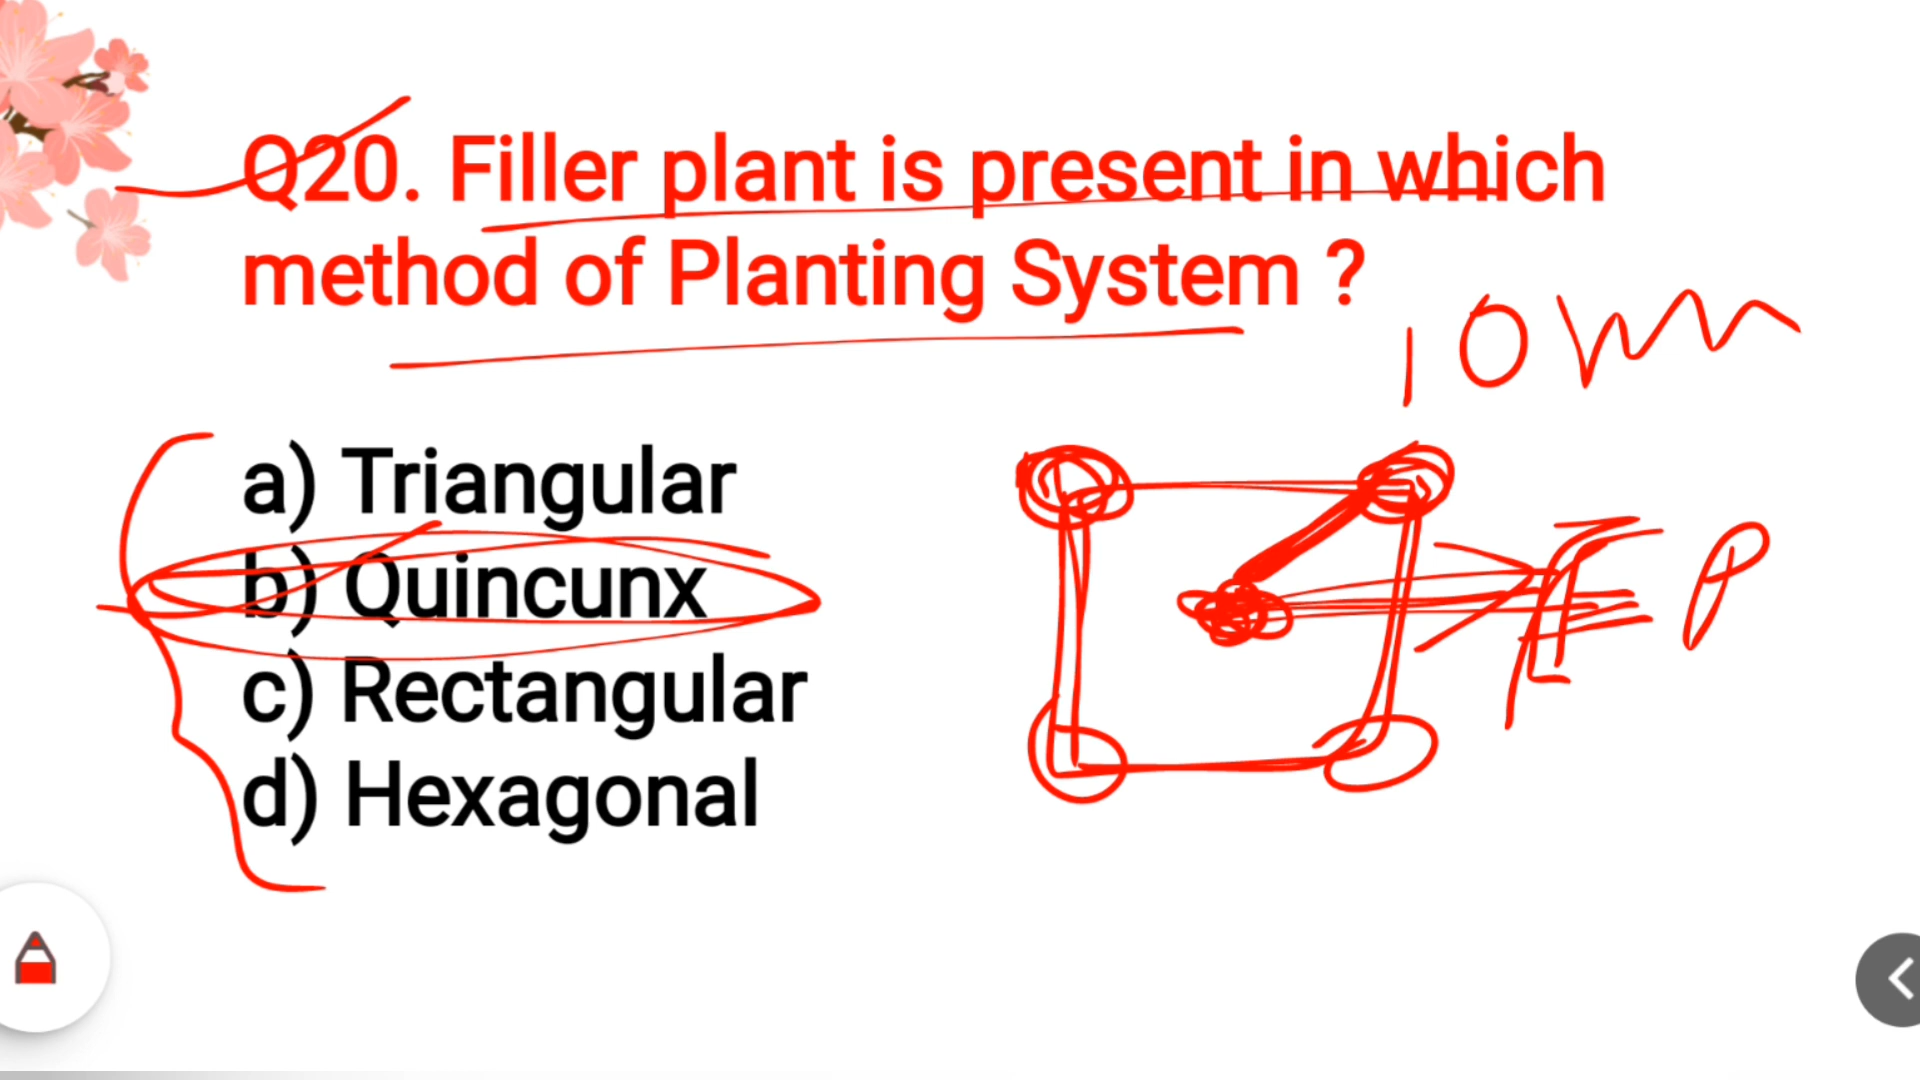 Q20. Filler plant is present in which
method of Planting System ?
10m
a) Triangular
b) Quincunx
c) Rectangular
d) Hexagonal
FP